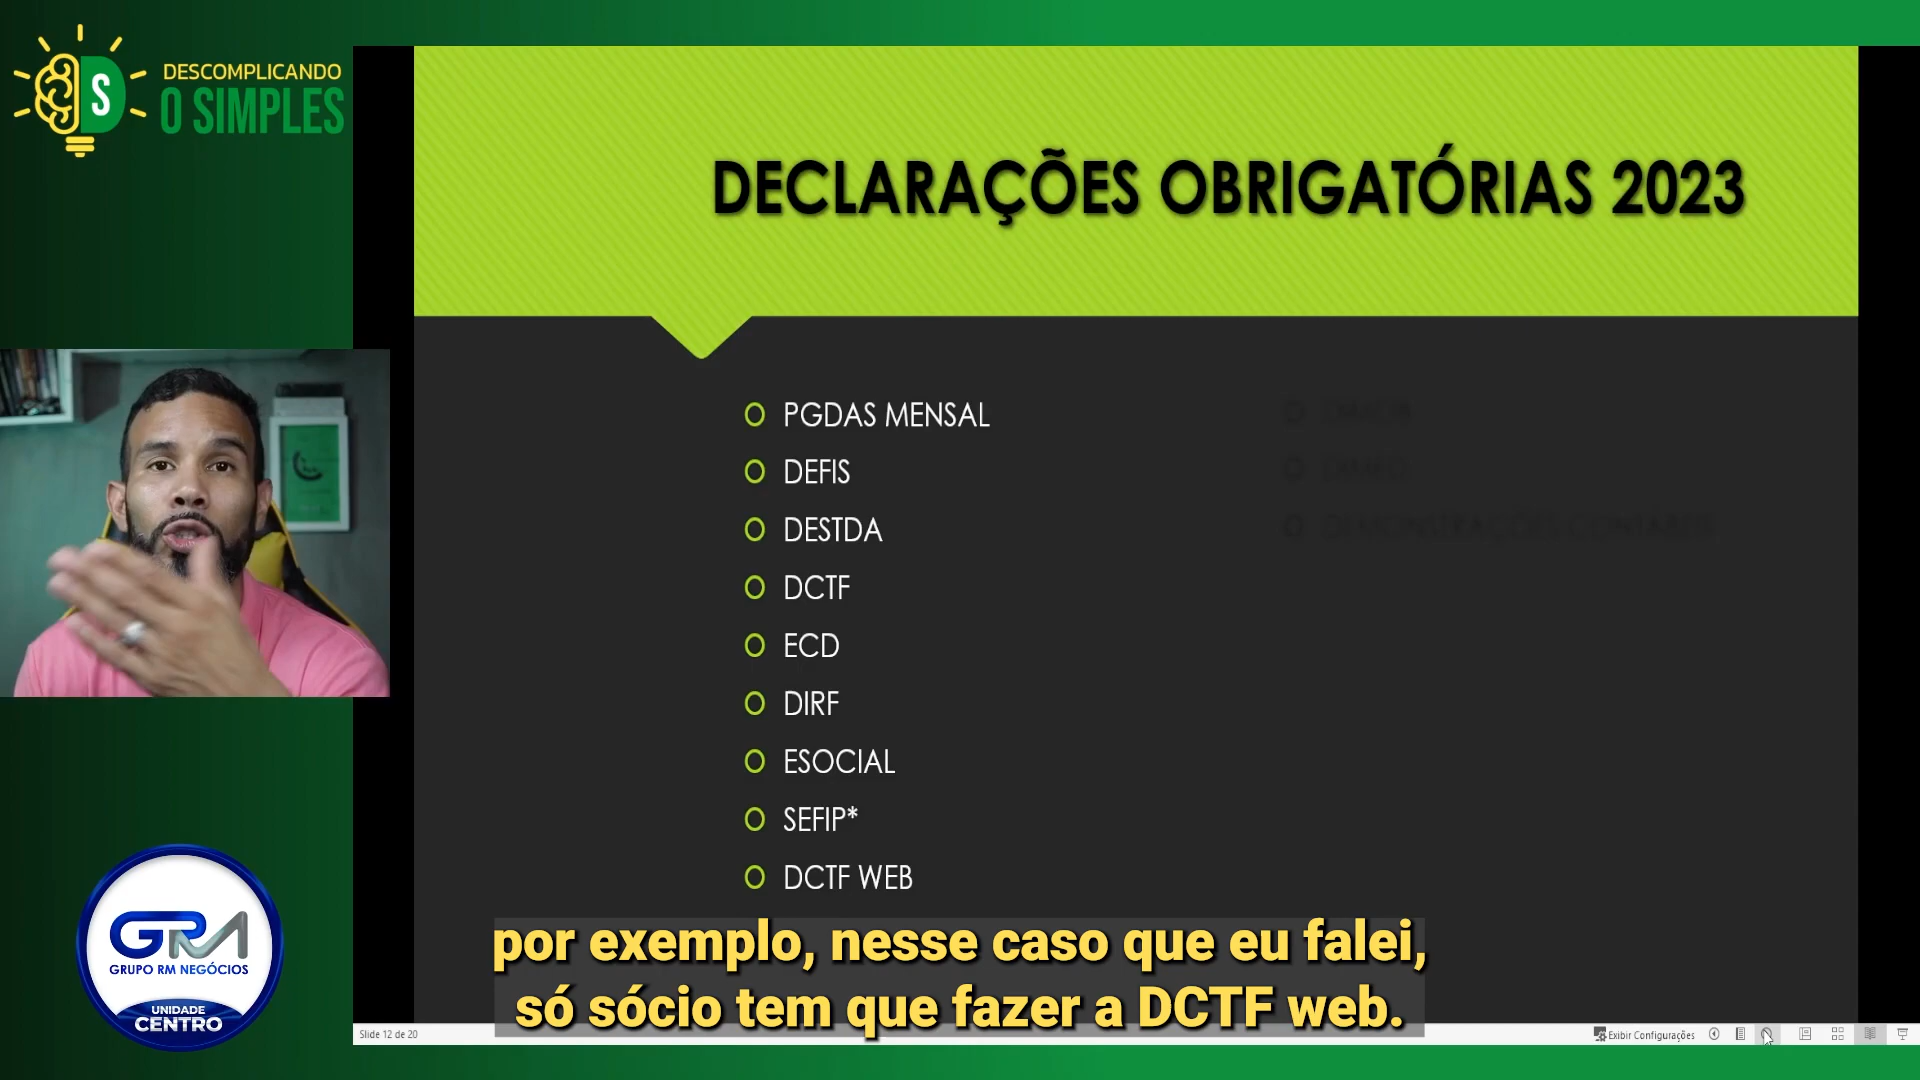 DESCOMPLICANDO
O SIMPLES
S
DECLARAÇÕES OBRIGATÓRIAS 2023
PGDAS MENSAL
DEFIS
DESTDA
DCTF
ECD
DIRF
ESOCIAL
SEFIP*
DCTF WEB
DEMONSTRAÇÕES CONTÁBEIS
por exemplo, nesse caso que eu falei,
só sócio tem que fazer a DCTF web.
GRM
GRUPO RM NEGÓCIOS
UNIDADE
CENTRO
Slide 12 de 20
Exibir Configurações